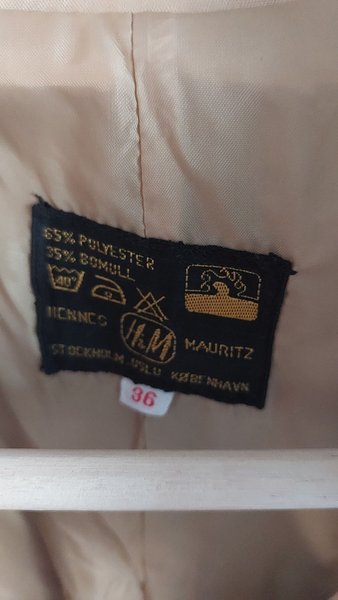 65% POLYESTER
35% BOMULL
40°
HENNES H&M MAURITZ
STOCKHOLM OSLO KØBENHAVN
36